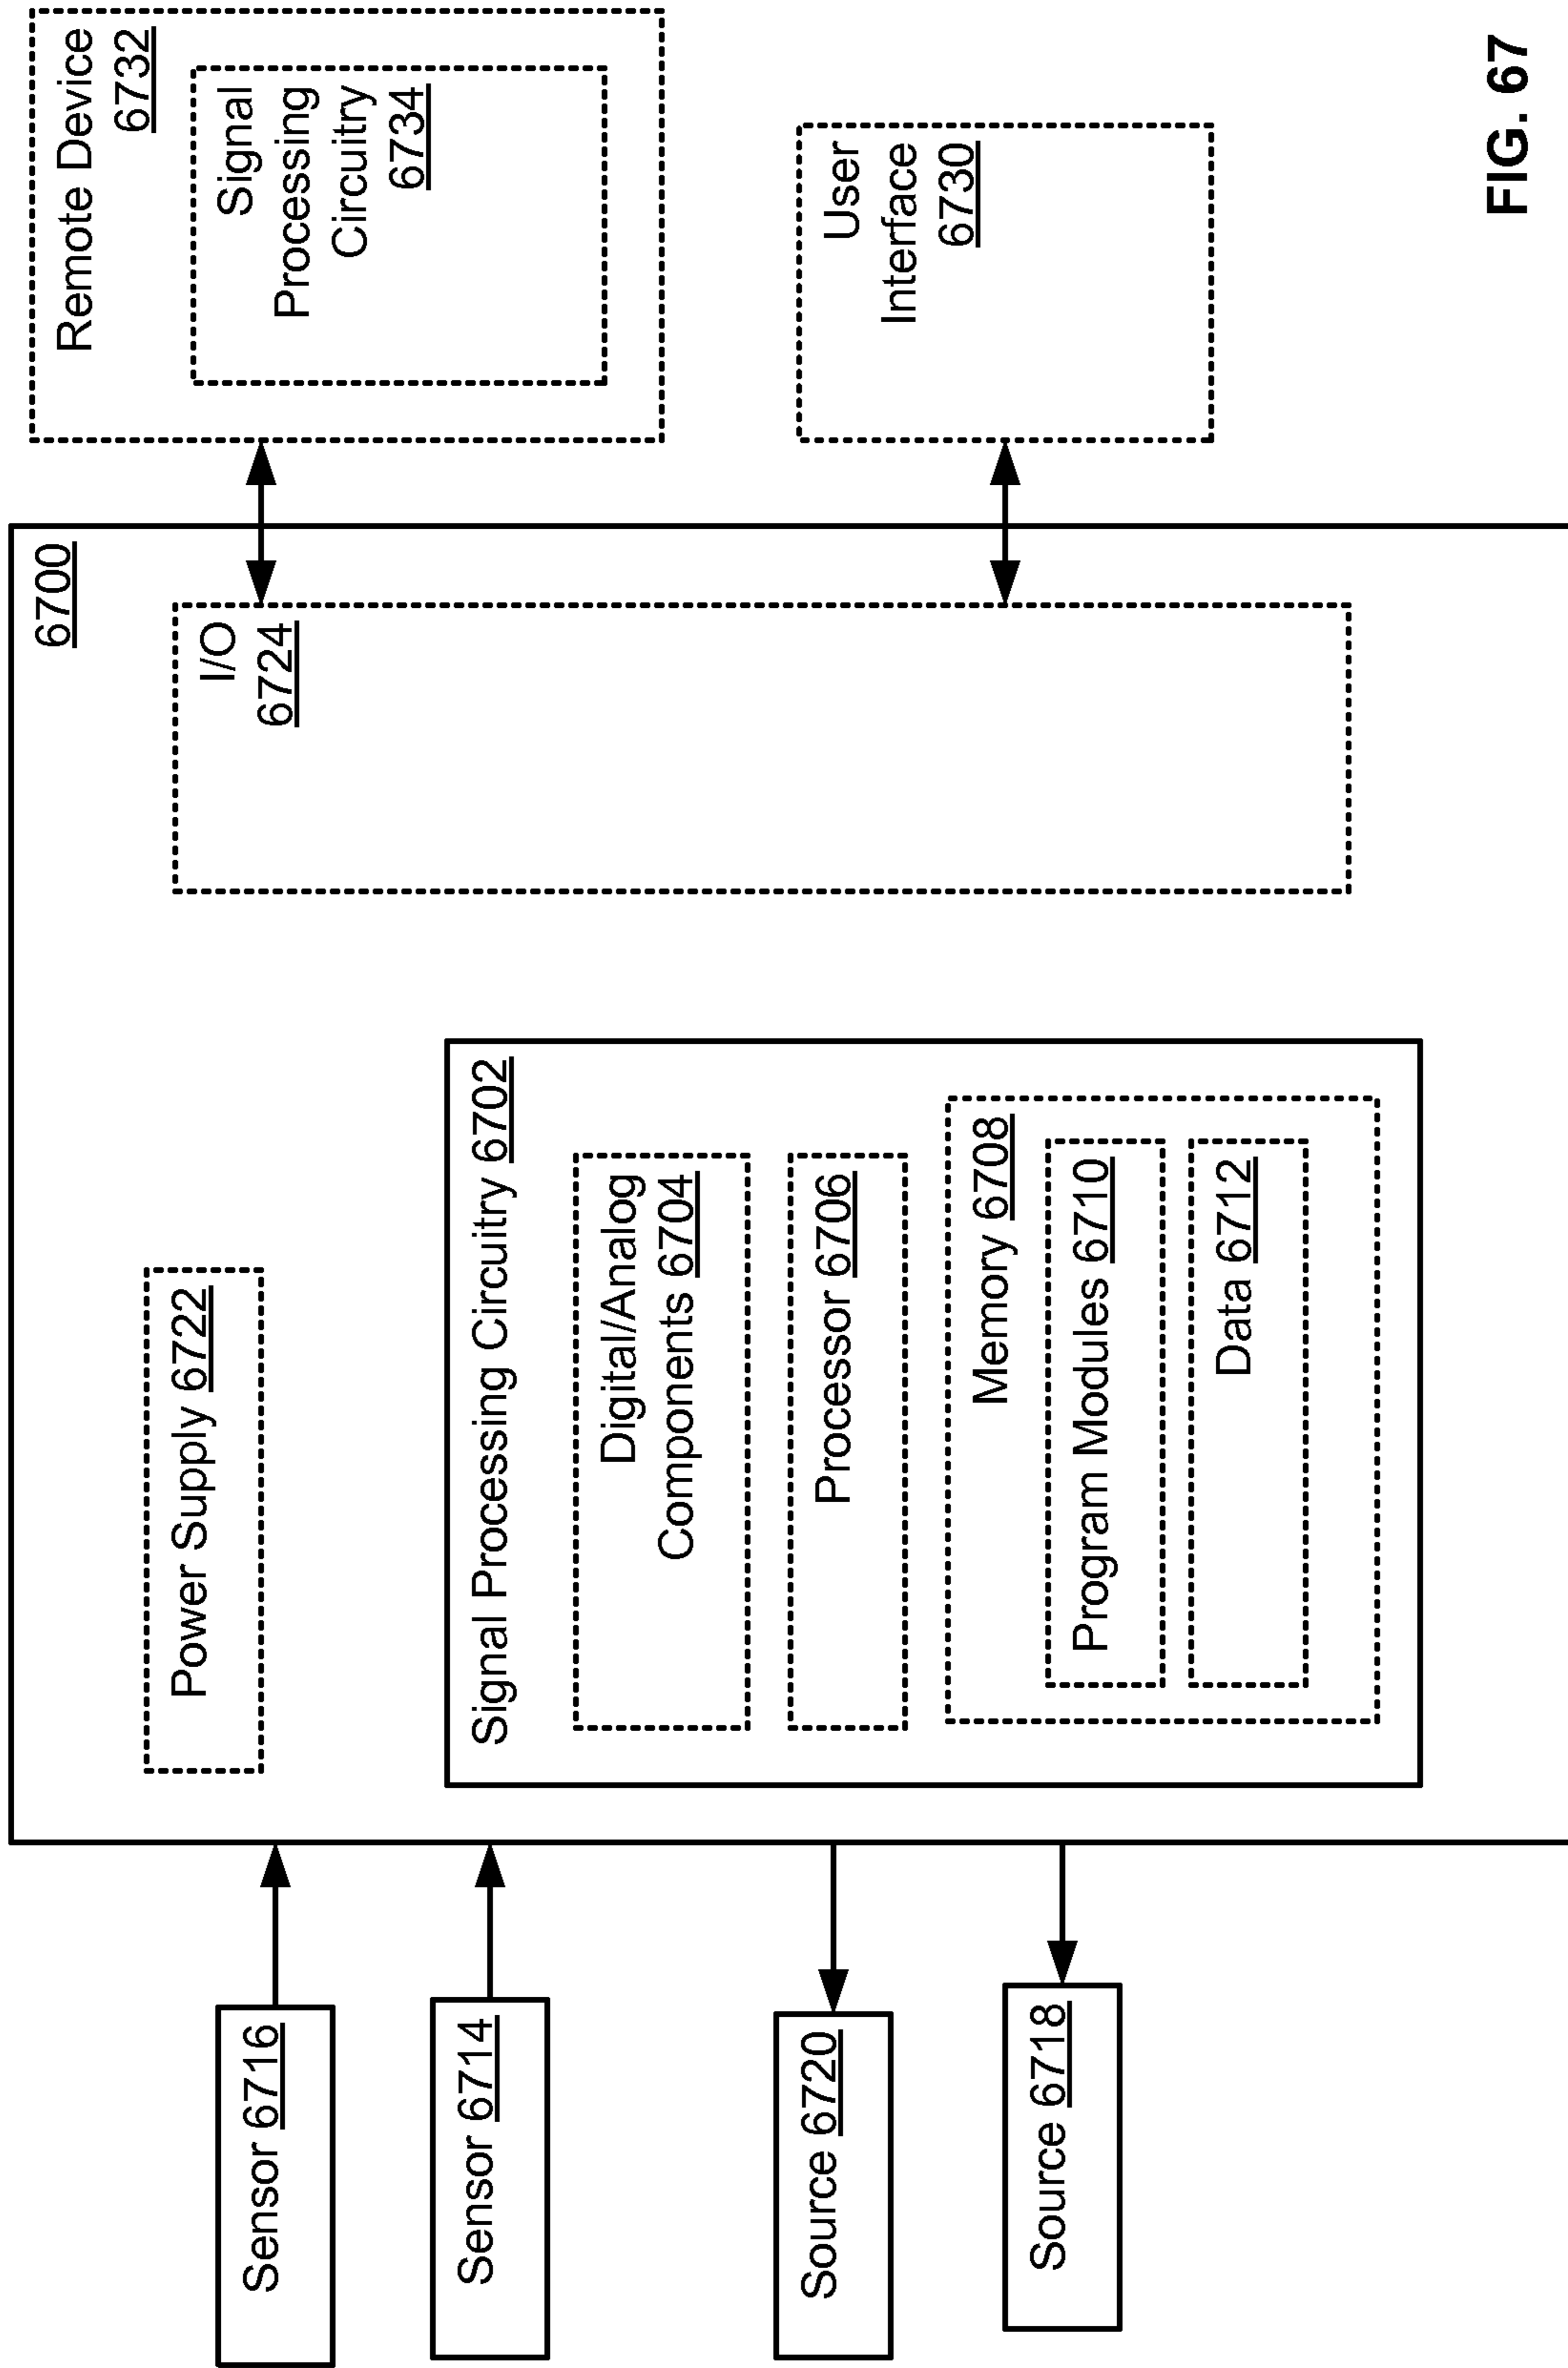 6700
Sensor 6716
Sensor 6714
Source 6720
Source 6718
Power Supply 6722
Signal Processing Circuitry 6702
Digital/Analog
Components 6704
Processor 6706
Memory 6708
Program Modules 6710
Data 6712
I/O
6724
Remote Device
6732
Signal
Processing
Circuitry
6734
User
Interface
6730
FIG. 67